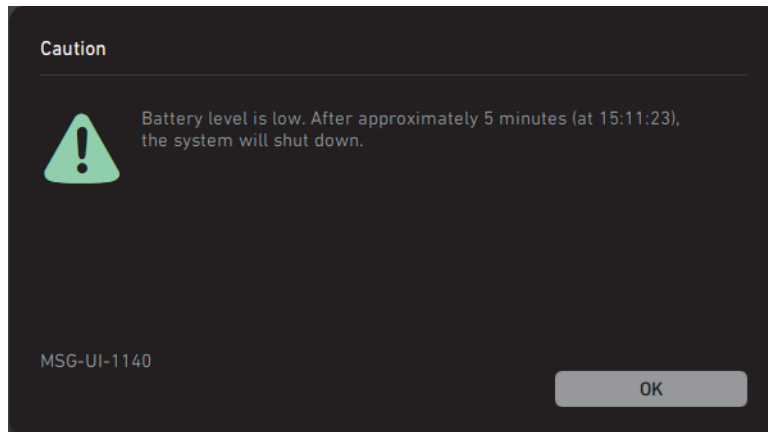 Caution
Battery level is low. After approximately 5 minutes (at 15:11:23),
the system will shut down.
MSG-UI-1140
OK